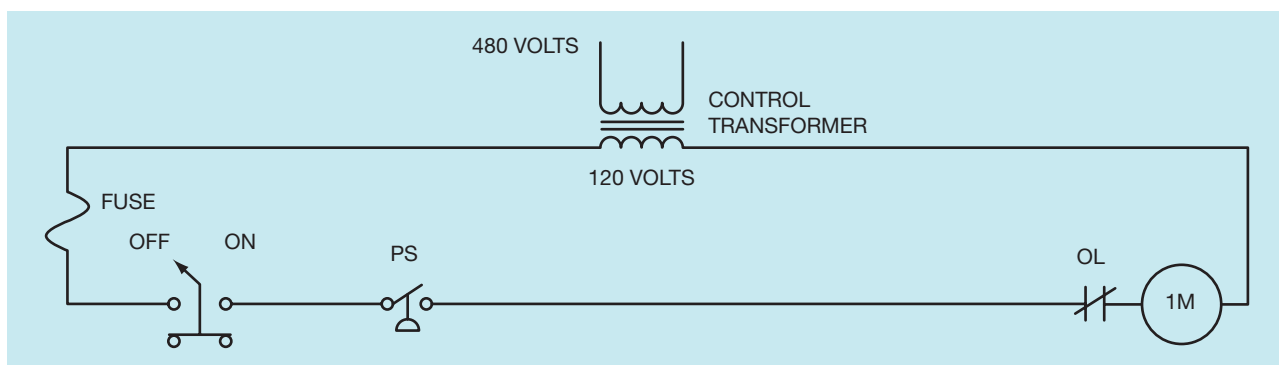 480 VOLTS
CONTROL
TRANSFORMER
120 VOLTS
FUSE
OFF
ON
PS
OL
1M